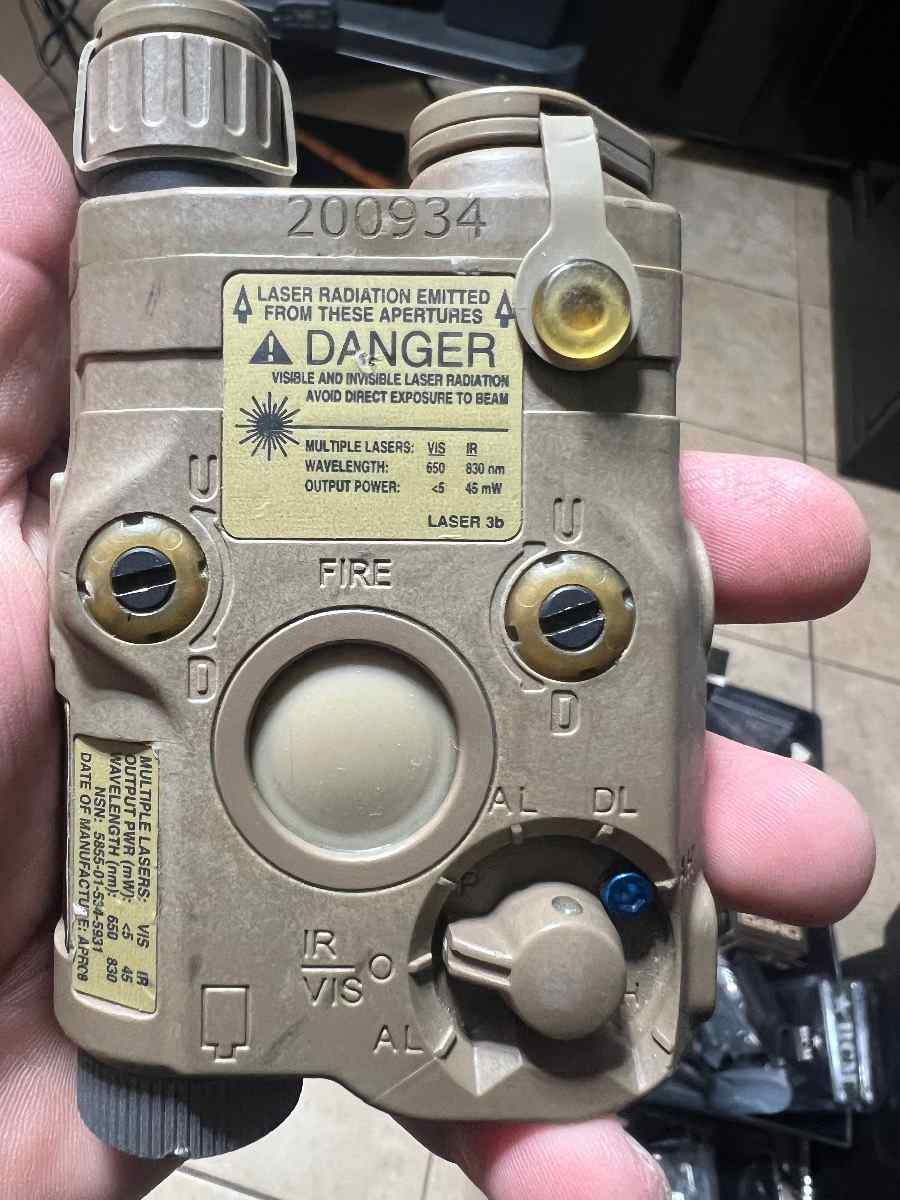 200934
LASER RADIATION EMITTED
FROM THESE APERTURES
DANGER
VISIBLE AND INVISIBLE LASER RADIATION
AVOID DIRECT EXPOSURE TO BEAM
MULTIPLE LASERS: VIS IR
WAVELENGTH: 650 830 nm
OUTPUT POWER: <5 45 mW
LASER 3b
U
D
U
D
FIRE
AL
DL
P
O
IR
VIS
AL
H
MULTIPLE LASERS: VIS IR
OUTPUT PWR (mW): <5 45
WAVELENGTH (nm): 650 830
NSN: 5855-01-534-5931
DATE OF MANUFACTURE: APR08